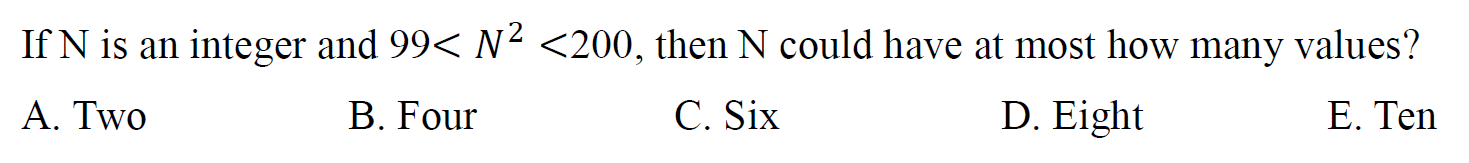 If N is an integer and 99< N² <200, then N could have at most how many values?
A. Two B. Four C. Six D. Eight E. Ten